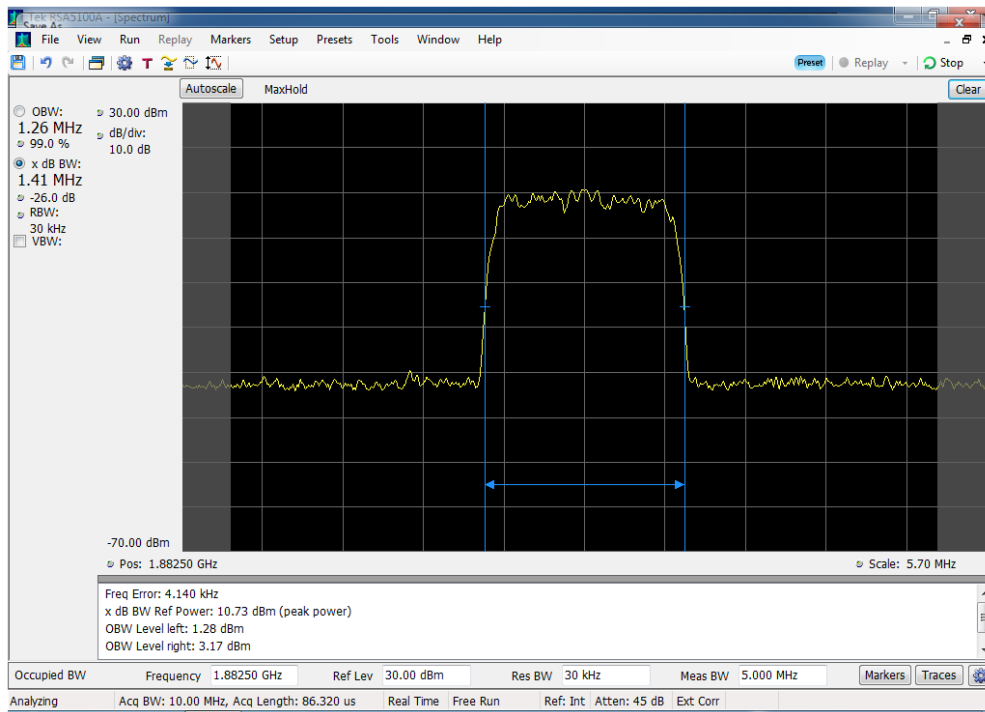 Tek RSA5100A - [Spectrum]
Save As
File View Run Replay Markers Setup Presets Tools Window Help
Preset Replay Stop
Autoscale MaxHold Clear
OBW:
1.26 MHz
99.0 %
x dB BW:
1.41 MHz
-26.0 dB
RBW:
30 kHz
VBW:
30.00 dBm
dB/div:
10.0 dB
-70.00 dBm
Pos: 1.88250 GHz Scale: 5.70 MHz
Freq Error: 4.140 kHz
x dB BW Ref Power: 10.73 dBm (peak power)
OBW Level left: 1.28 dBm
OBW Level right: 3.17 dBm
Occupied BW Frequency 1.88250 GHz Ref Lev 30.00 dBm Res BW 30 kHz Meas BW 5.000 MHz Markers Traces
Analyzing Acq BW: 10.00 MHz, Acq Length: 86.320 us Real Time Free Run Ref: Int Atten: 45 dB Ext Corr